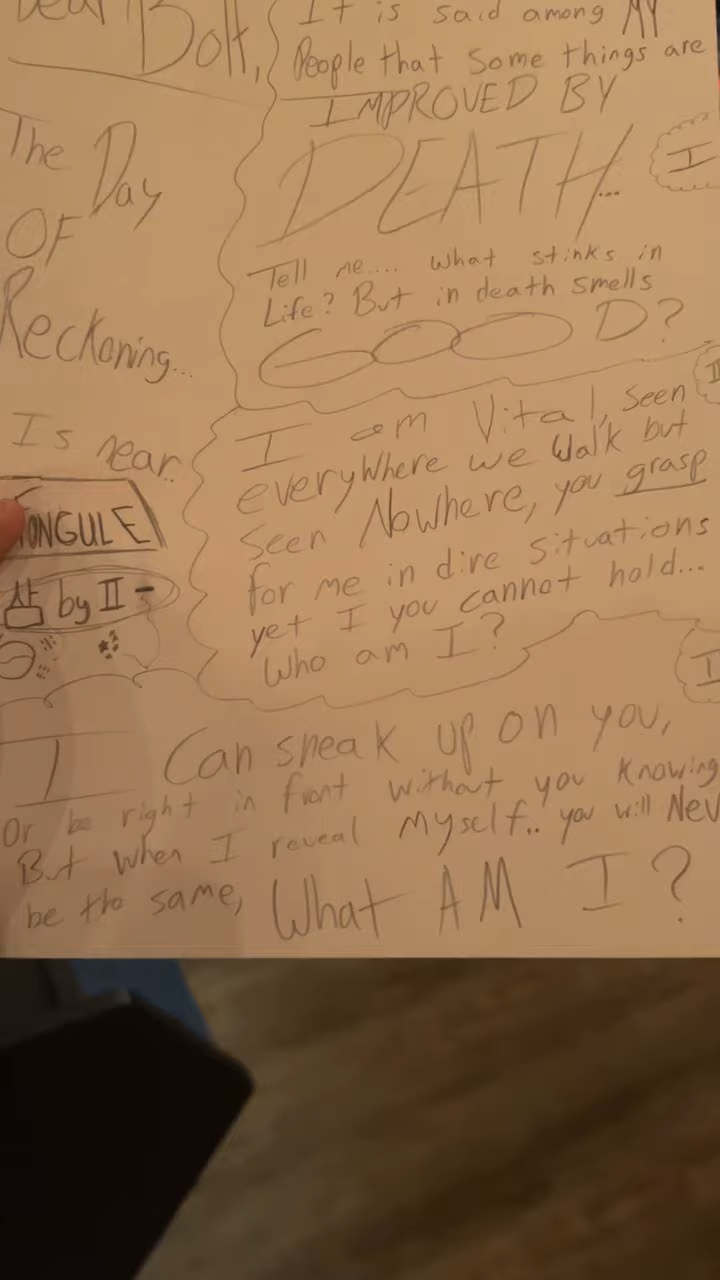 Dear Bolt,
The Day
OF
Reckoning...
Is near
TONGULE
삼 by II -
It is said among MY
People that some things are
IMPROVED BY
DEATH...
I
Tell me.... what stinks in
Life? But in death smells
GOOD?
II
I am Vital, seen
everywhere we walk but
seen Nowhere, you grasp
for me in dire situations
yet I you cannot hold...
Who am I?
I Can sneak up on you,
Or be right in front without you knowing
But when I reveal myself.. you will Nev
be the same, What AM I?